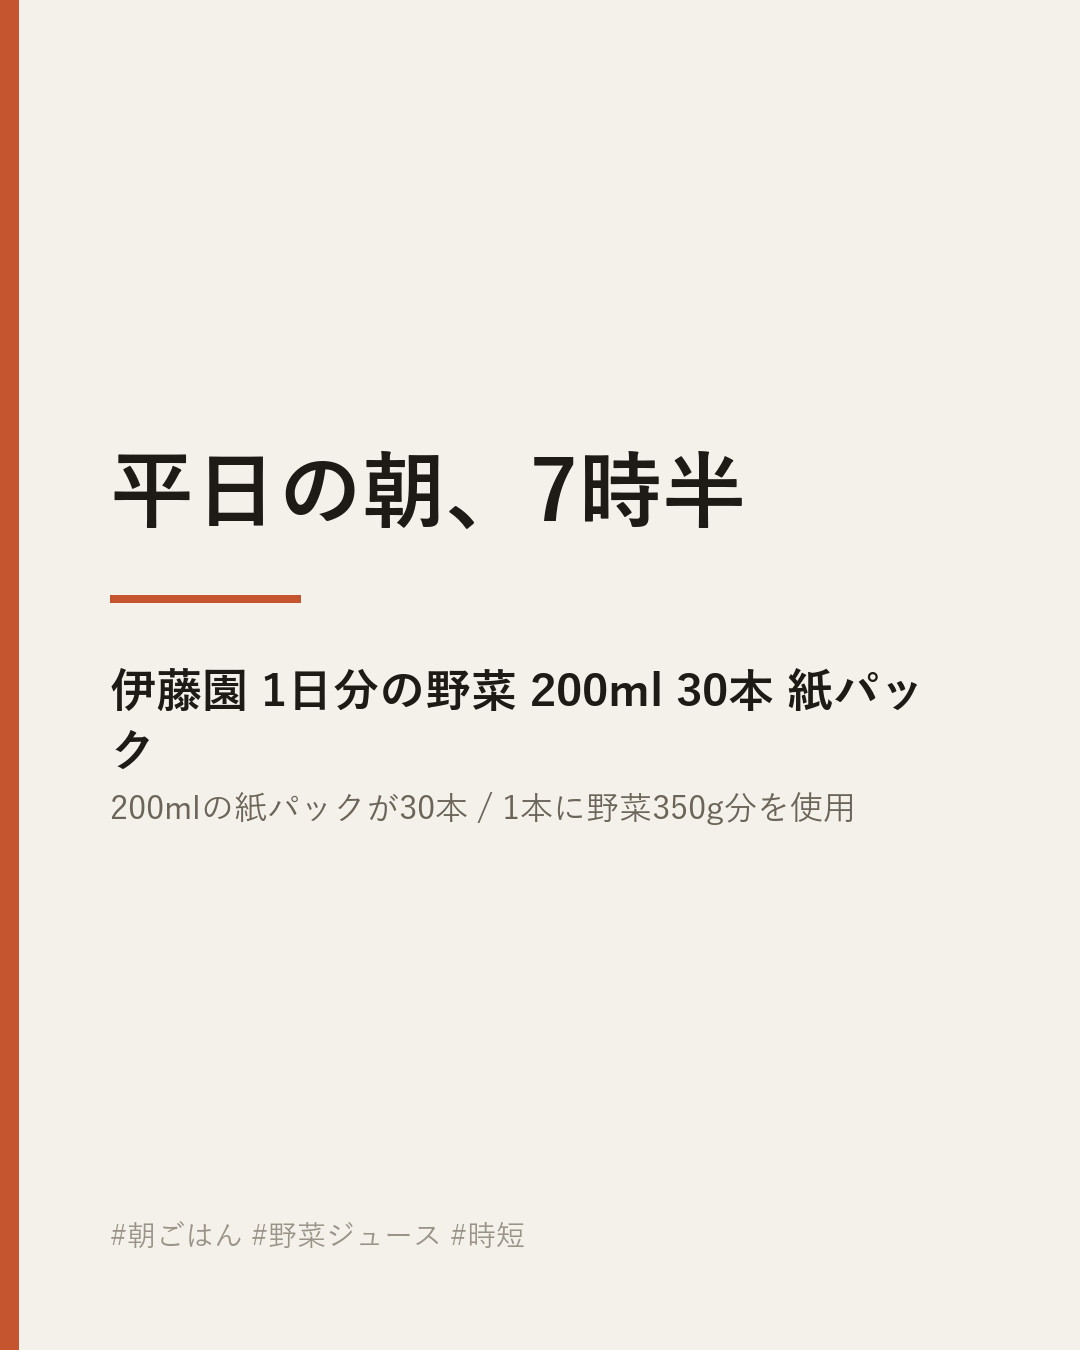 平日の朝、7時半
伊藤園 1日分の野菜 200ml 30本 紙パッ
ク
200mlの紙パックが30本 / 1本に野菜350g分を使用
#朝ごはん #野菜ジュース #時短